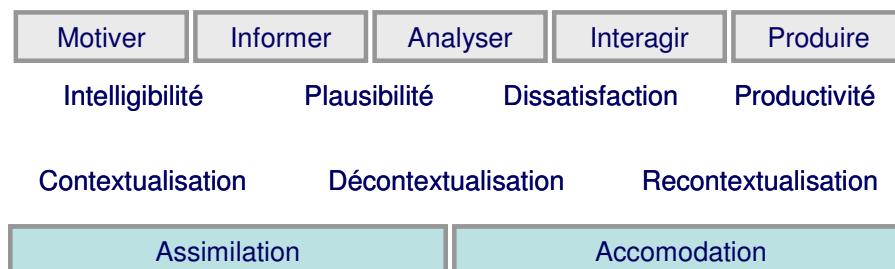 Motiver Informer Analyser Interagir Produire
Intelligibilité Plausibilité Dissatisfaction Productivité
Contextualisation Décontextualisation Recontextualisation
Assimilation Accomodation